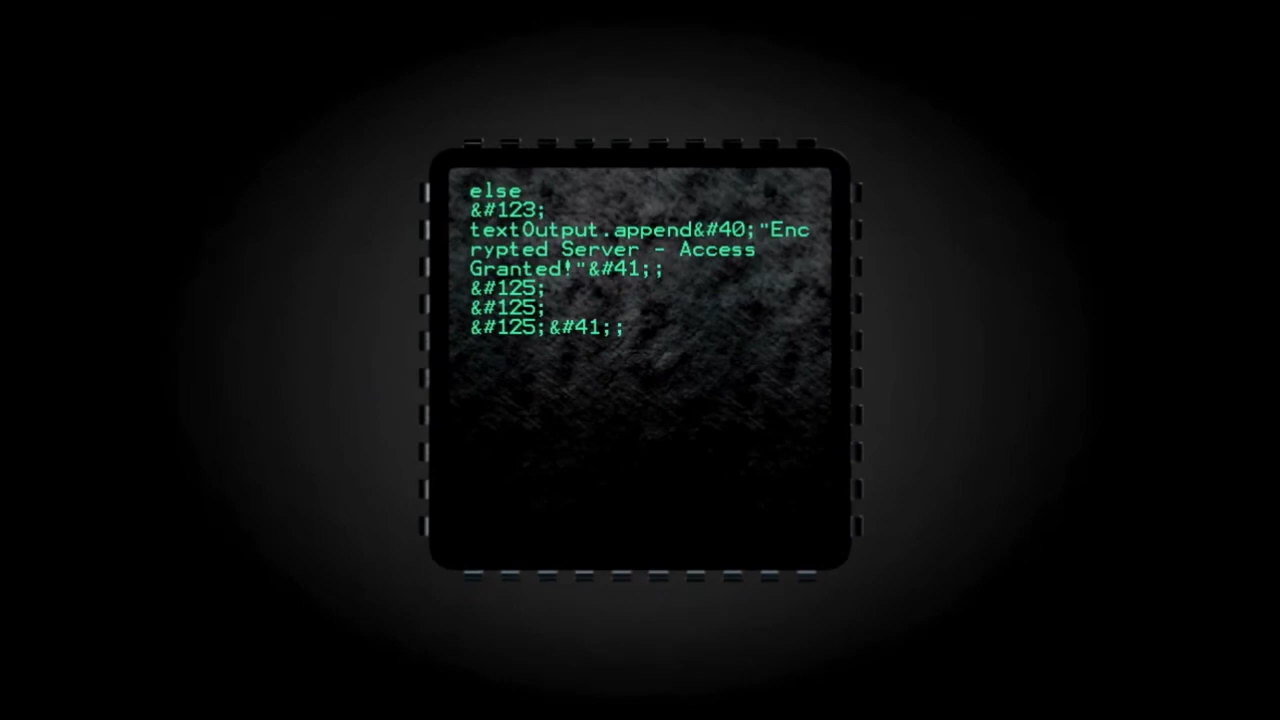 else
&#123;
textOutput.append&#40;"Enc
rypted Server - Access
Granted!"&#41;;
&#125;
&#125;
&#125;&#41;;